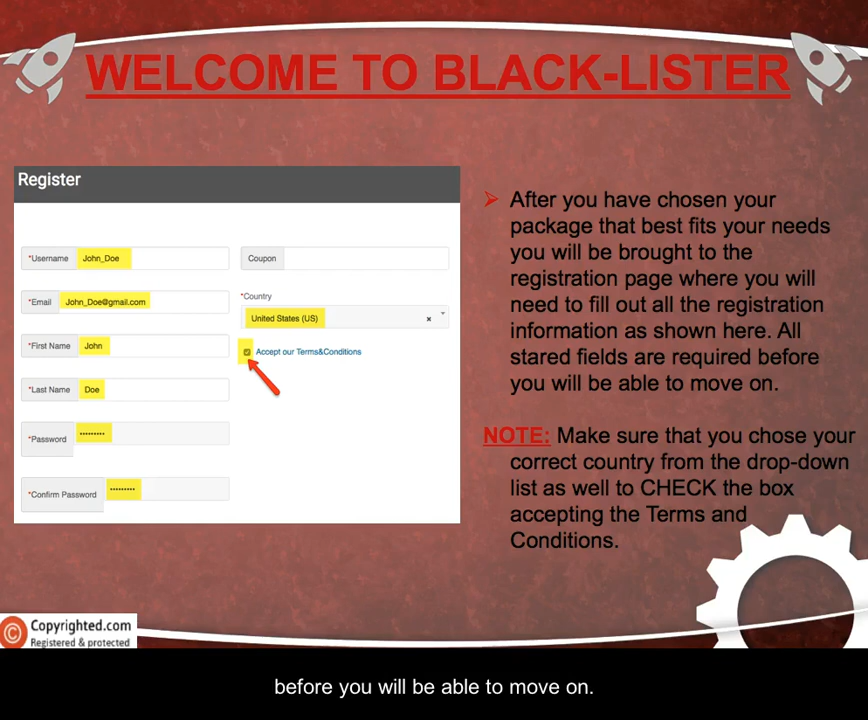 WELCOME TO BLACK-LISTER
Register
*Username John_Doe
Coupon
*Email John_Doe@gmail.com
*Country
United States (US) ×
*First Name John
Accept our Terms&Conditions
*Last Name Doe
*Password •••••••••
*Confirm Password •••••••••
➢ After you have chosen your
package that best fits your needs
you will be brought to the
registration page where you will
need to fill out all the registration
information as shown here. All
stared fields are required before
you will be able to move on.
NOTE: Make sure that you chose your
correct country from the drop-down
list as well to CHECK the box
accepting the Terms and
Conditions.
Copyrighted.com
Registered & protected
before you will be able to move on.